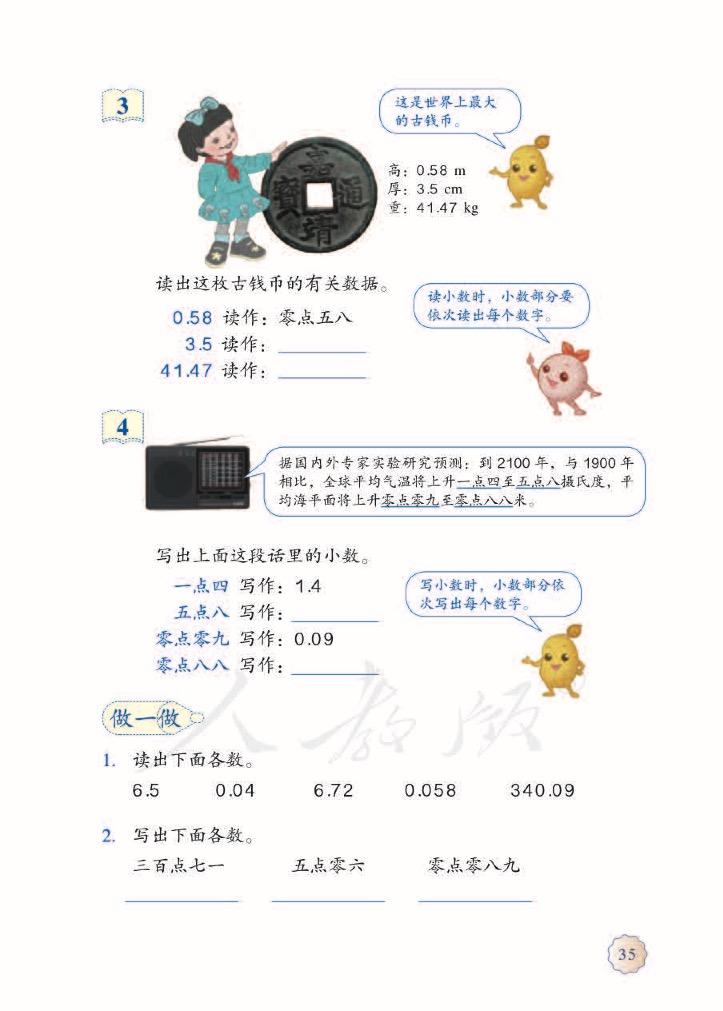 3
这是世界上最大
的古钱币。
嘉
寶 通
靖
高：0.58 m
厚：3.5 cm
重：41.47 kg
读出这枚古钱币的有关数据。
0.58 读作：零点五八
3.5 读作：
41.47 读作：
读小数时，小数部分要
依次读出每个数字。
4
据国内外专家实验研究预测：到 2100 年，与 1900 年
相比，全球平均气温将上升一点四至五点八摄氏度，平
均海平面将上升零点零九至零点八八米。
写出上面这段话里的小数。
一点四 写作：1.4
五点八 写作：
零点零九 写作：0.09
零点八八 写作：
写小数时，小数部分依
次写出每个数字。
人教版
做一做
1. 读出下面各数。
6.5 0.04 6.72 0.058 340.09
2. 写出下面各数。
三百点七一 五点零六 零点零八九
35